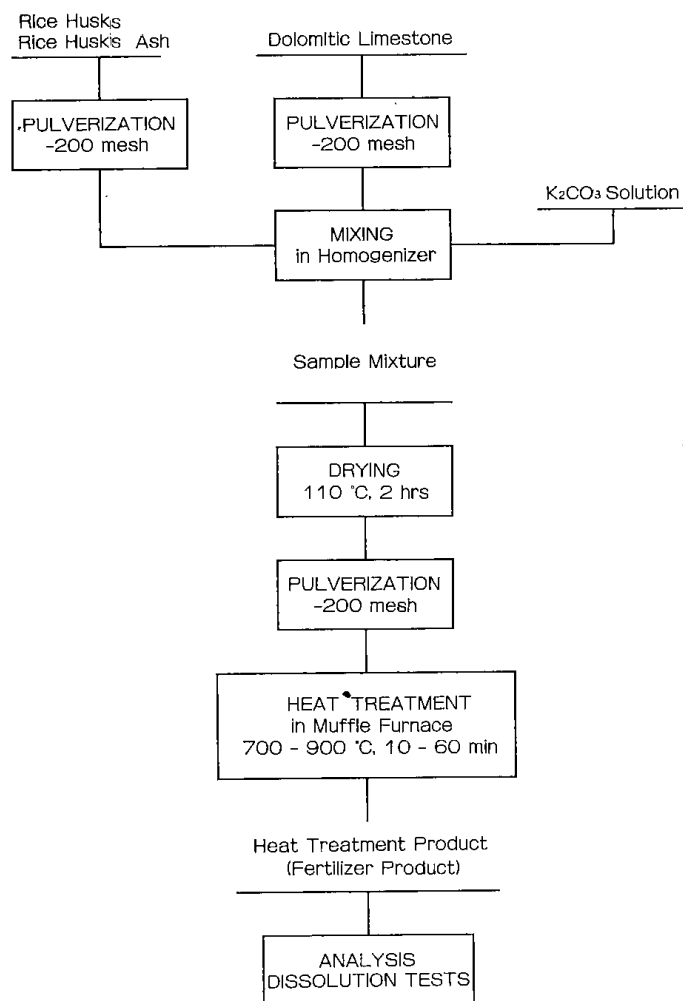 Rice Husks
Rice Husk's Ash
PULVERIZATION
-200 mesh
Dolomitic Limestone
PULVERIZATION
-200 mesh
K₂CO₃ Solution
MIXING
in Homogenizer
Sample Mixture
DRYING
110 °C, 2 hrs
PULVERIZATION
-200 mesh
HEAT TREATMENT
in Muffle Furnace
700 - 900 °C, 10 - 60 min
Heat Treatment Product
(Fertilizer Product)
ANALYSIS
DISSOLUTION TESTS